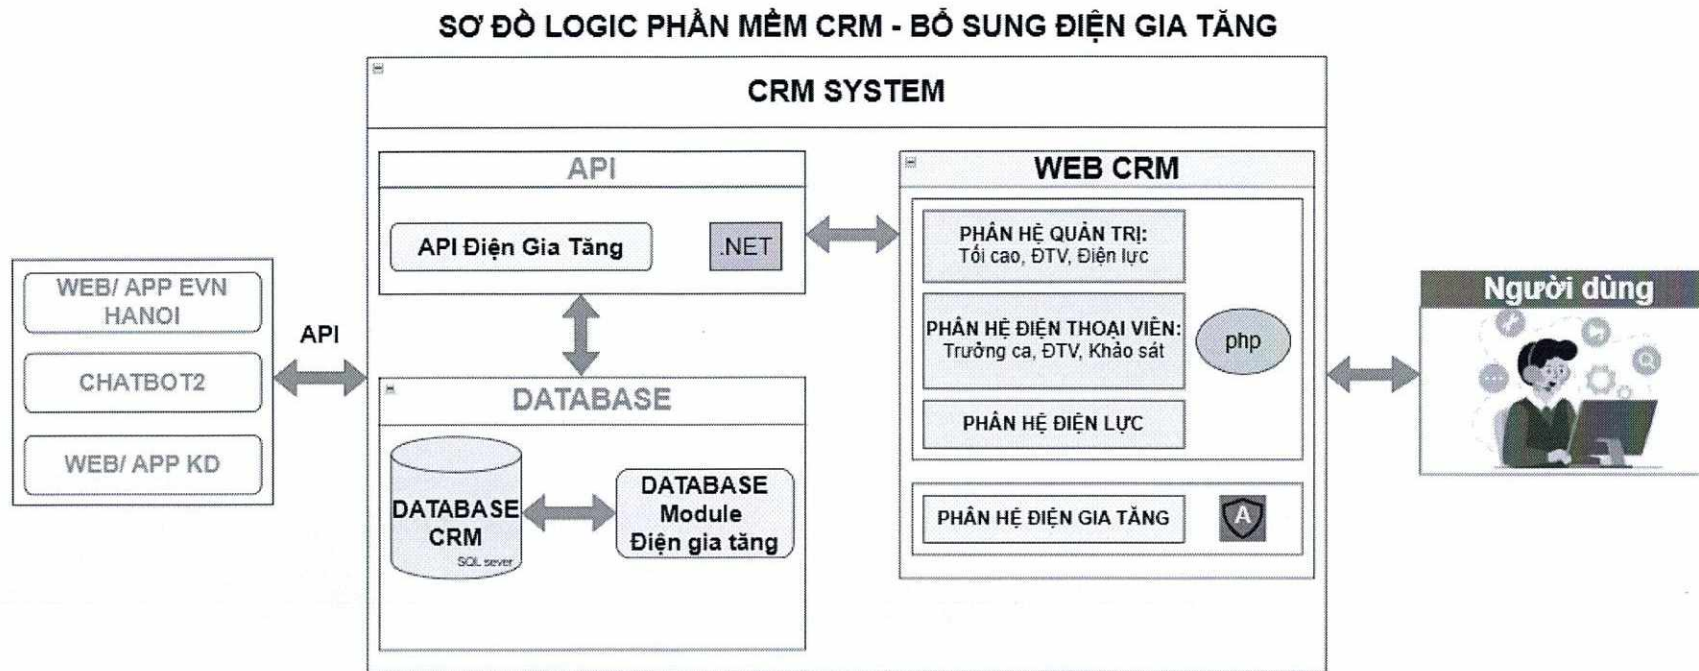 SƠ ĐỒ LOGIC PHẦN MỀM CRM - BỔ SUNG ĐIỆN GIA TĂNG
CRM SYSTEM
WEB/ APP EVN
HANOI
CHATBOT2
WEB/ APP KD
API
API
API Điện Gia Tăng
.NET
DATABASE
DATABASE
CRM
SQL sever
DATABASE
Module
Điện gia tăng
WEB CRM
PHÂN HỆ QUẢN TRỊ:
Tối cao, ĐTV, Điện lực
PHÂN HỆ ĐIỆN THOẠI VIÊN:
Trưởng ca, ĐTV, Khảo sát
php
PHÂN HỆ ĐIỆN LỰC
PHÂN HỆ ĐIỆN GIA TĂNG
A
Người dùng